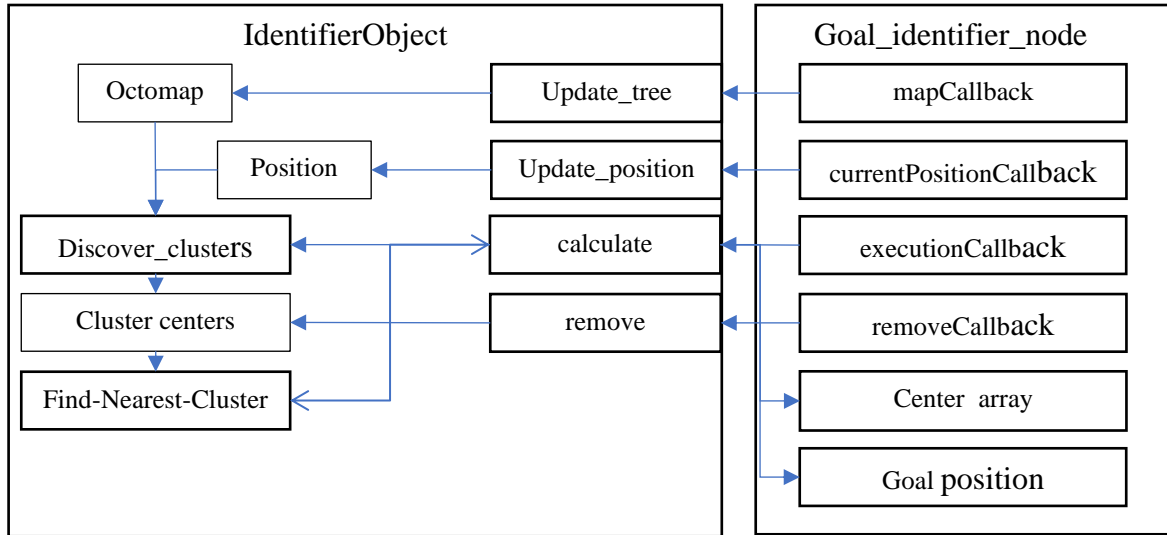 IdentifierObject
Goal_identifier_node
Octomap
Update_tree
mapCallback
Position
Update_position
currentPositionCallback
Discover_clusters
calculate
executionCallback
Cluster centers
remove
removeCallback
Find-Nearest-Cluster
Center array
Goal position